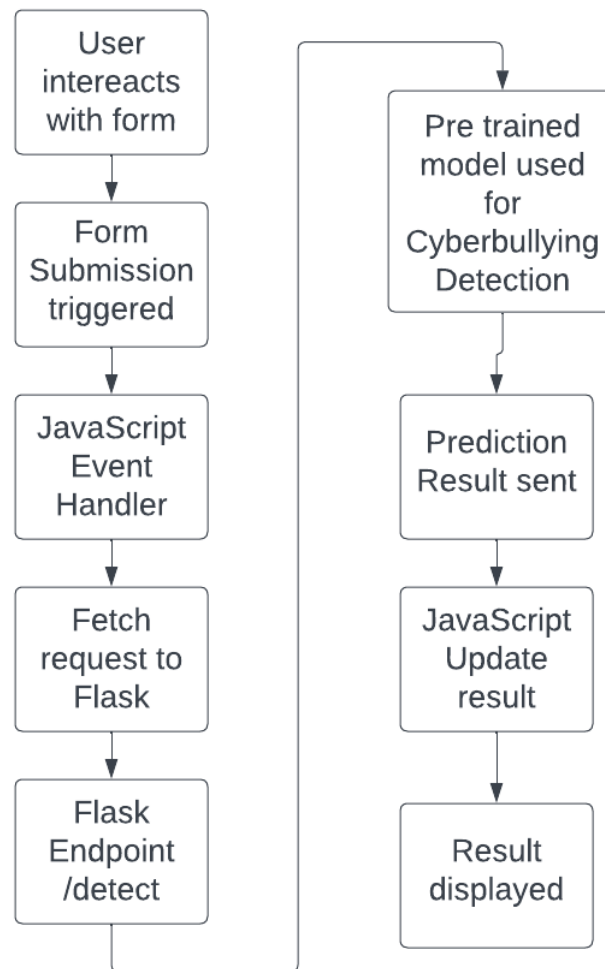 User
intereacts
with form
Form
Submission
triggered
JavaScript
Event
Handler
Fetch
request to
Flask
Flask
Endpoint
/detect
Pre trained
model used
for
Cyberbullying
Detection
Prediction
Result sent
JavaScript
Update
result
Result
displayed